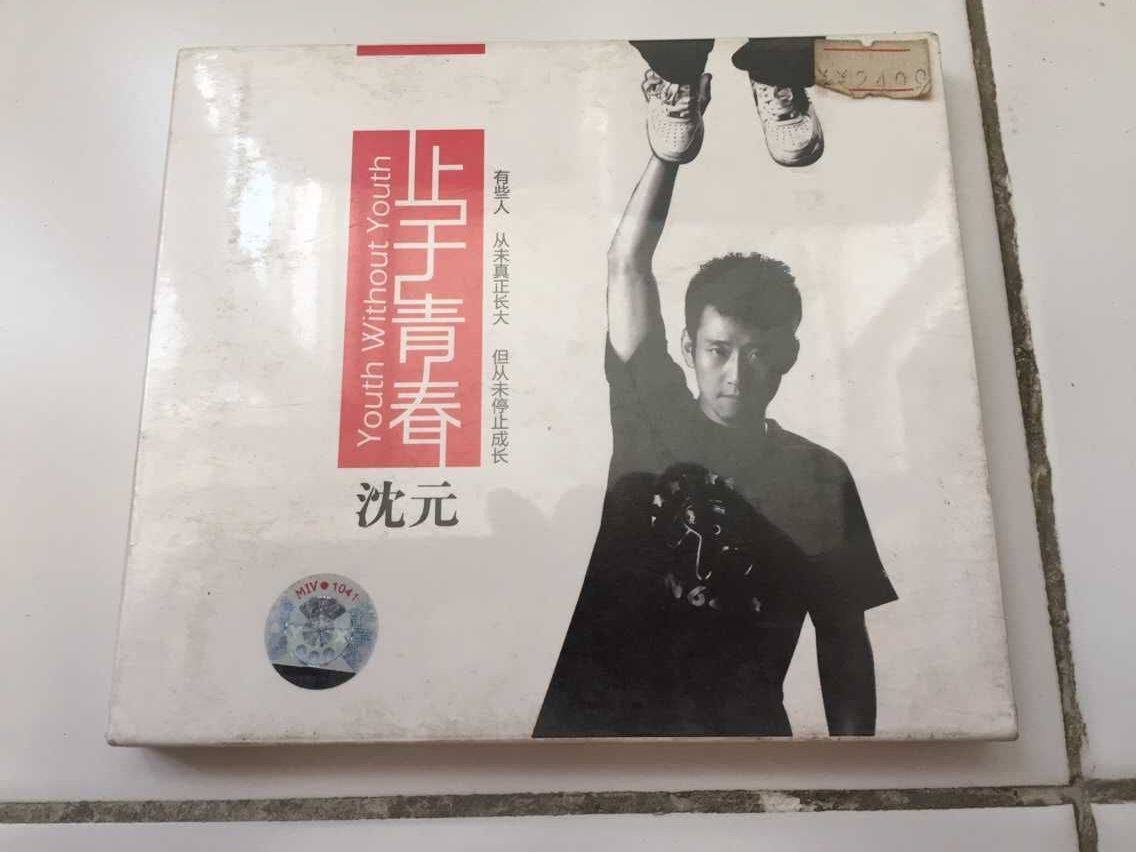 止于青春
Youth Without Youth
有些人 从未真正长大 但从未停止成长
沈元
MIV●1041